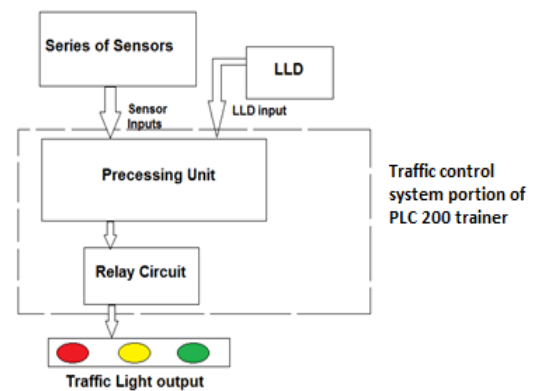 Series of Sensors
LLD
Sensor
Inputs
LLD input
Precessing Unit
Traffic control
system portion of
PLC 200 trainer
Relay Circuit
Traffic Light output